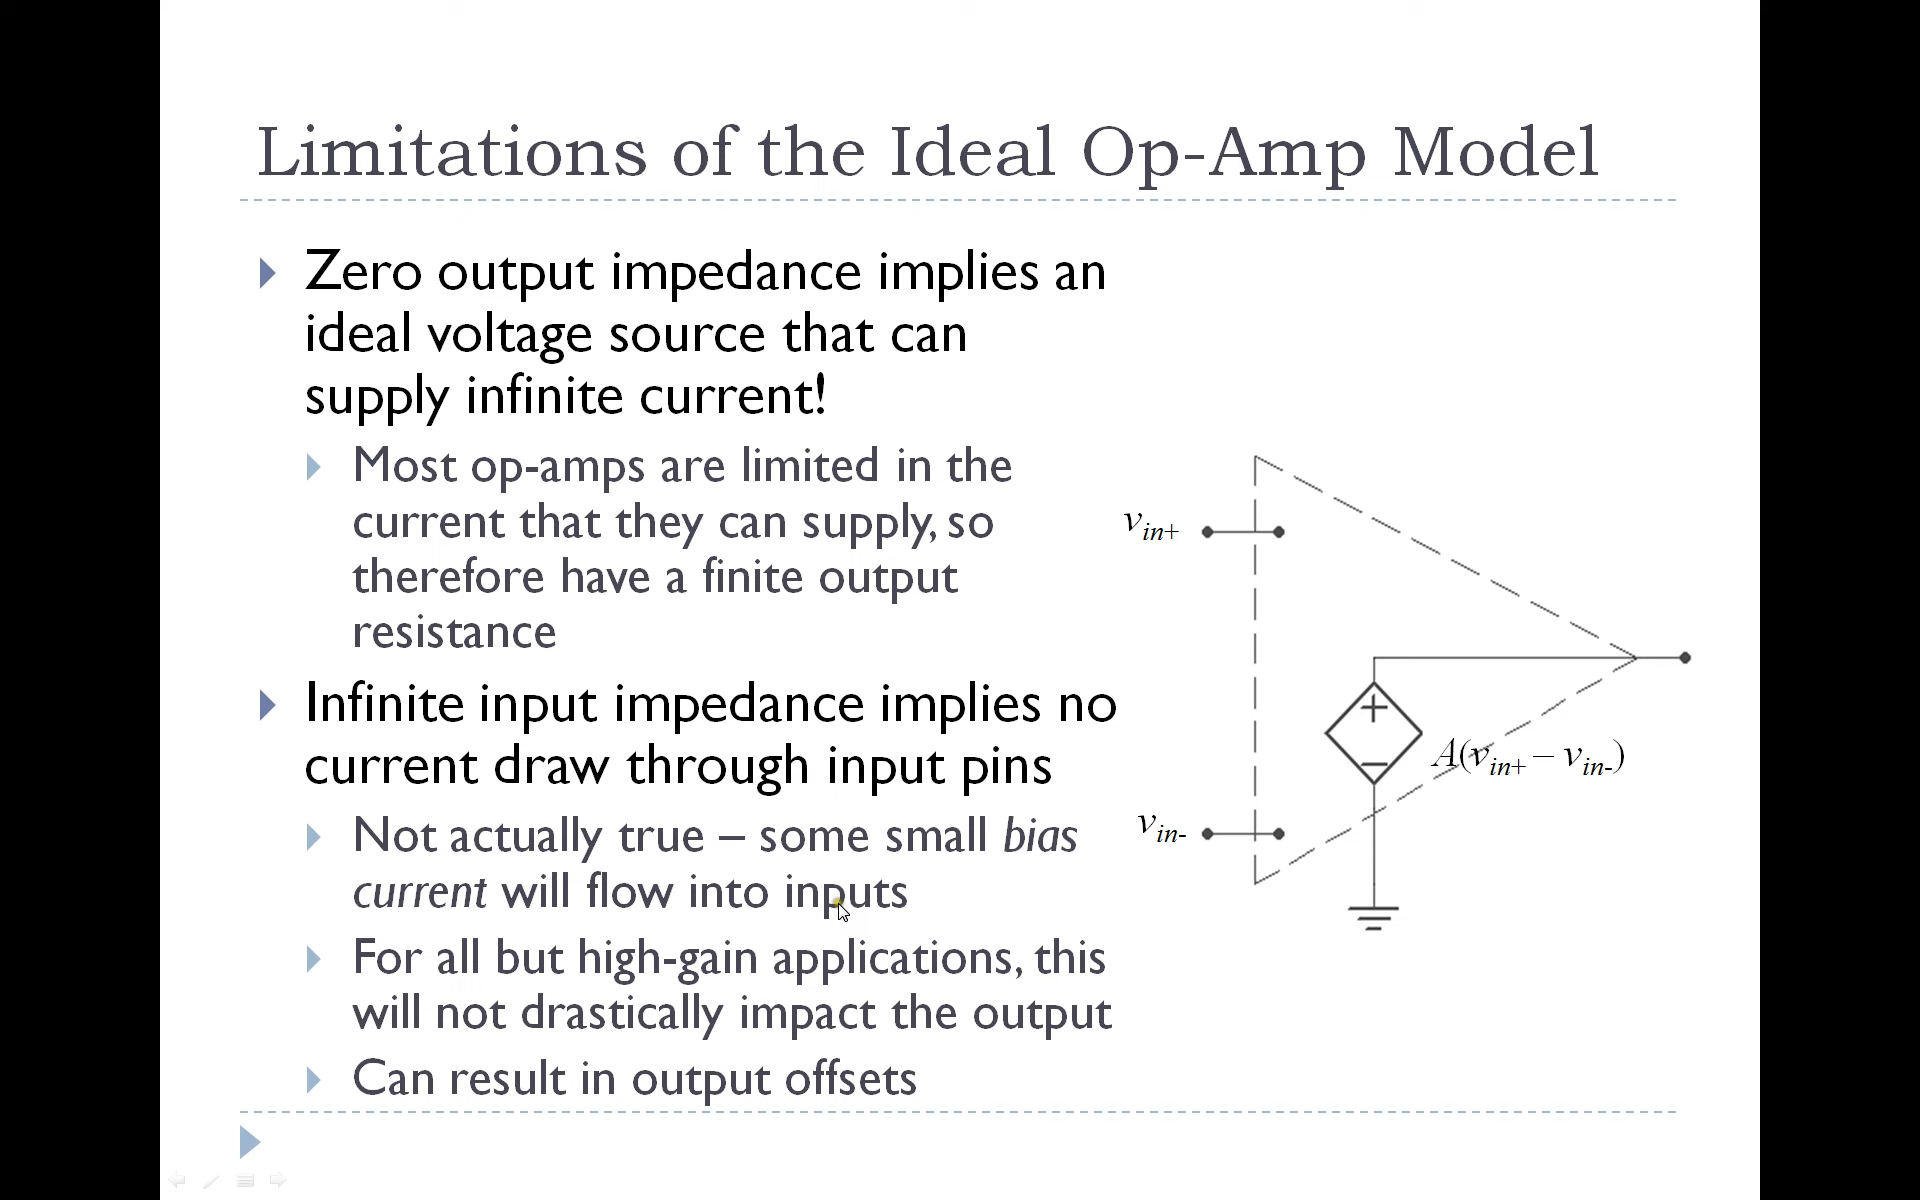 Limitations of the Ideal Op-Amp Model
Zero output impedance implies an
ideal voltage source that can
supply infinite current!
Most op-amps are limited in the
current that they can supply, so
therefore have a finite output
resistance
Infinite input impedance implies no
current draw through input pins
Not actually true – some small bias
current will flow into inputs
For all but high-gain applications, this
will not drastically impact the output
Can result in output offsets
vin+
+
−
A(vin+ – vin-)
vin-